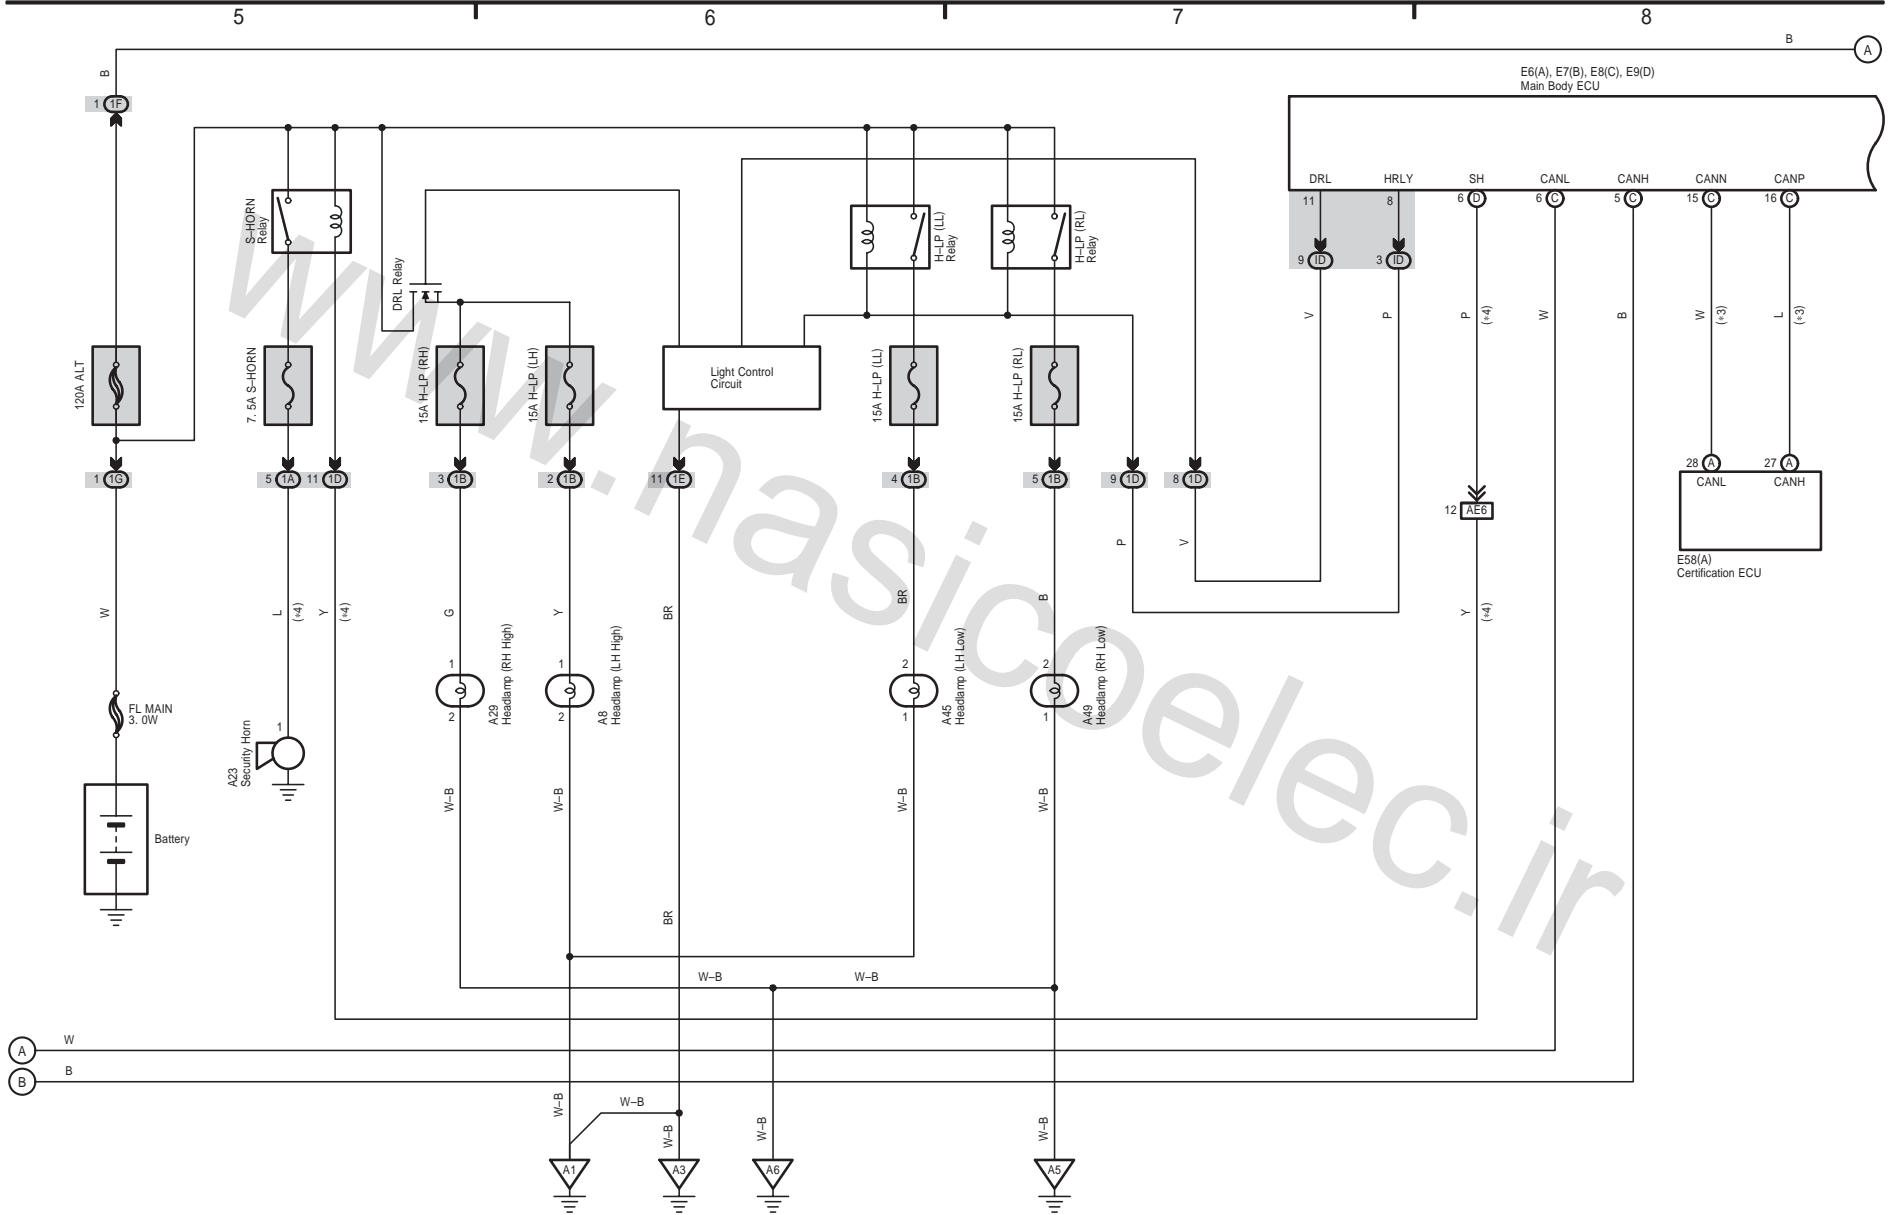 5
6
7
8
B
A
E6(A), E7(B), E8(C), E9(D)
Main Body ECU
B
1 1F
DRL
HRLY
SH
CANL
CANH
CANN
CANP
11
8
6 D
6 C
5 C
15 C
16 C
S-HORN
Relay
DRL Relay
H-LP (LL)
Relay
H-LP (RL)
Relay
9 ID
3 ID
V
P
P
(*4)
W
B
W
(*3)
L
(*3)
120A ALT
7. 5A S-HORN
15A H-LP (RH)
15A H-LP (LH)
Light Control
Circuit
15A H-LP (LL)
15A H-LP (RL)
1 1G
5 1A
11 1D
3 1B
2 1B
11 1E
4 1B
5 1B
9 1D
8 1D
28 A
27 A
CANL
CANH
12 AE6
E58(A)
Certification ECU
P
V
W
L
(*4)
Y
(*4)
G
Y
BR
BR
B
Y
(*4)
1
1
2
2
A29
Headlamp (RH High)
A8
Headlamp (LH High)
A45
Headlamp (LH Low)
A49
Headlamp (RH Low)
2
2
1
1
FL MAIN
3. 0W
1
A23
Security Horn
W-B
W-B
W-B
W-B
Battery
BR
W-B
W-B
A
W
B
B
W-B
W-B
W-B
W-B
W-B
A1
A3
A6
A5
www.nasicoelec.ir